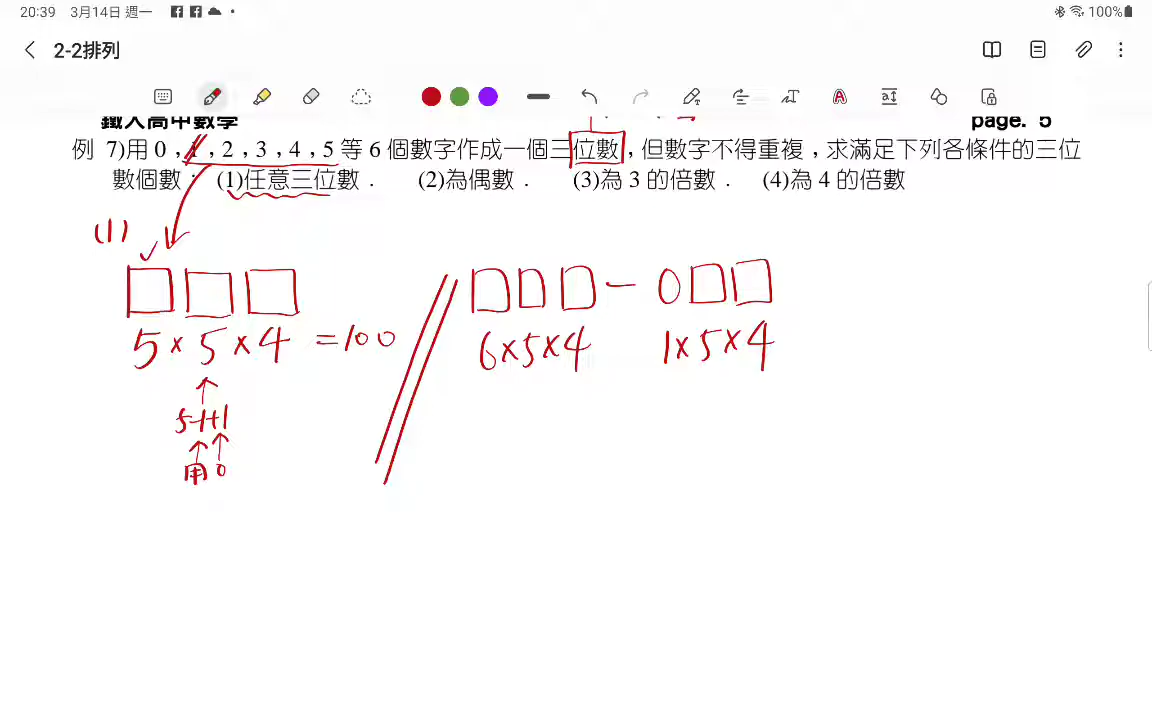 20:39 3月14日 週一 100%
2-2排列
鐵人高中數學 page. 5
例 7)用 0,1,2,3,4,5 等 6 個數字作成一個三位數,但數字不得重複,求滿足下列各條件的三位
數個數: (1)任意三位數. (2)為偶數. (3)為 3 的倍數. (4)為 4 的倍數
(1)
□□□ □□□ - 0□□
5×5×4 =100 6×5×4 1×5×4
5-1+1
用 0